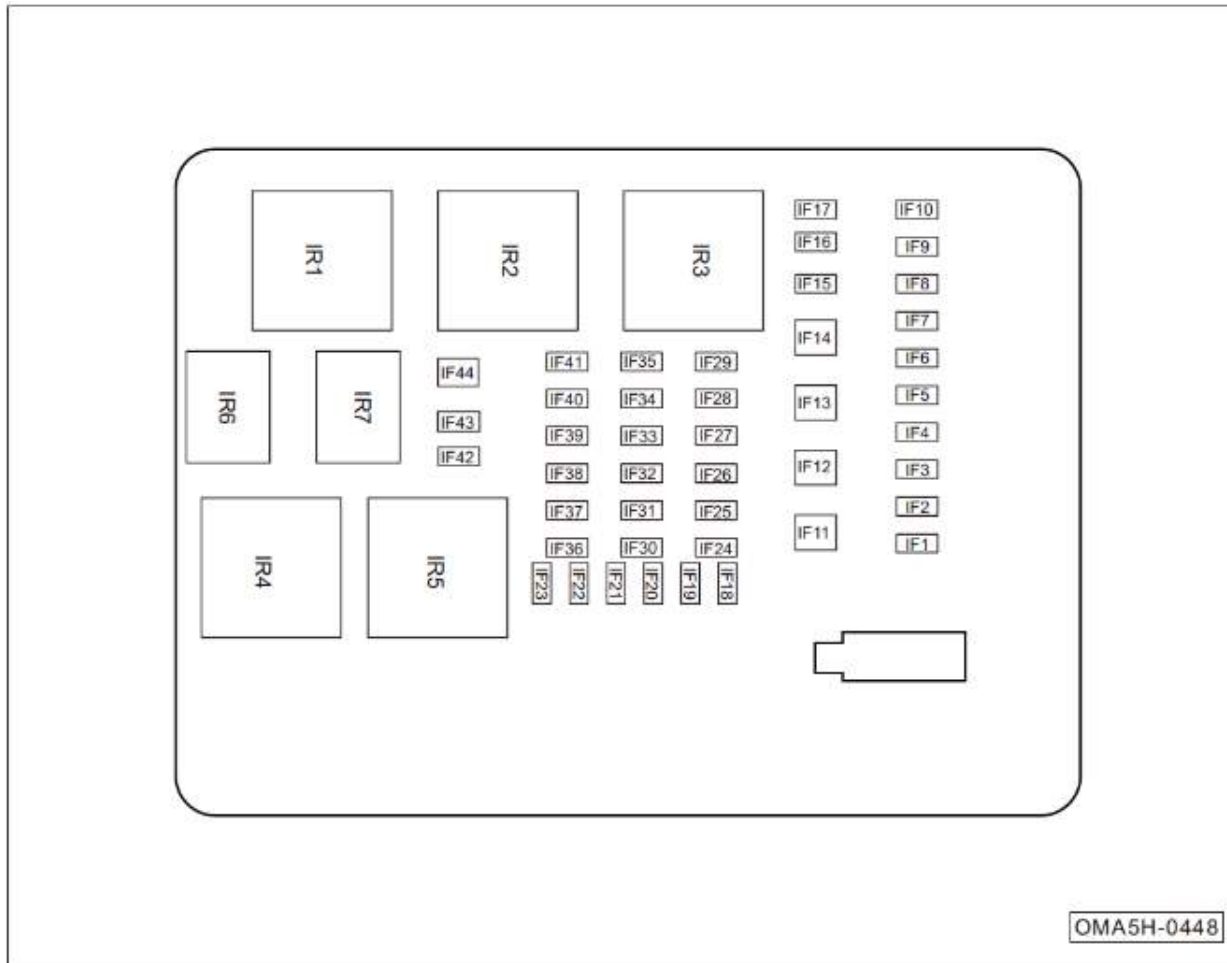 IR1 IR2 IR3 IF17 IF10
IF16 IF9
IF15 IF8
IF7
IF14
IF41 IF35 IF29 IF6
IF44
IF40 IF34 IF28 IF13 IF5
IR6 IR7 IF43
IF39 IF33 IF27 IF4
IF42
IF38 IF32 IF26 IF12 IF3
IF37 IF31 IF25 IF2
IF11
IF36 IF30 IF24 IF1
IR4 IR5
IF23 IF22 IF21 IF20 IF19 IF18
OMA5H-0448